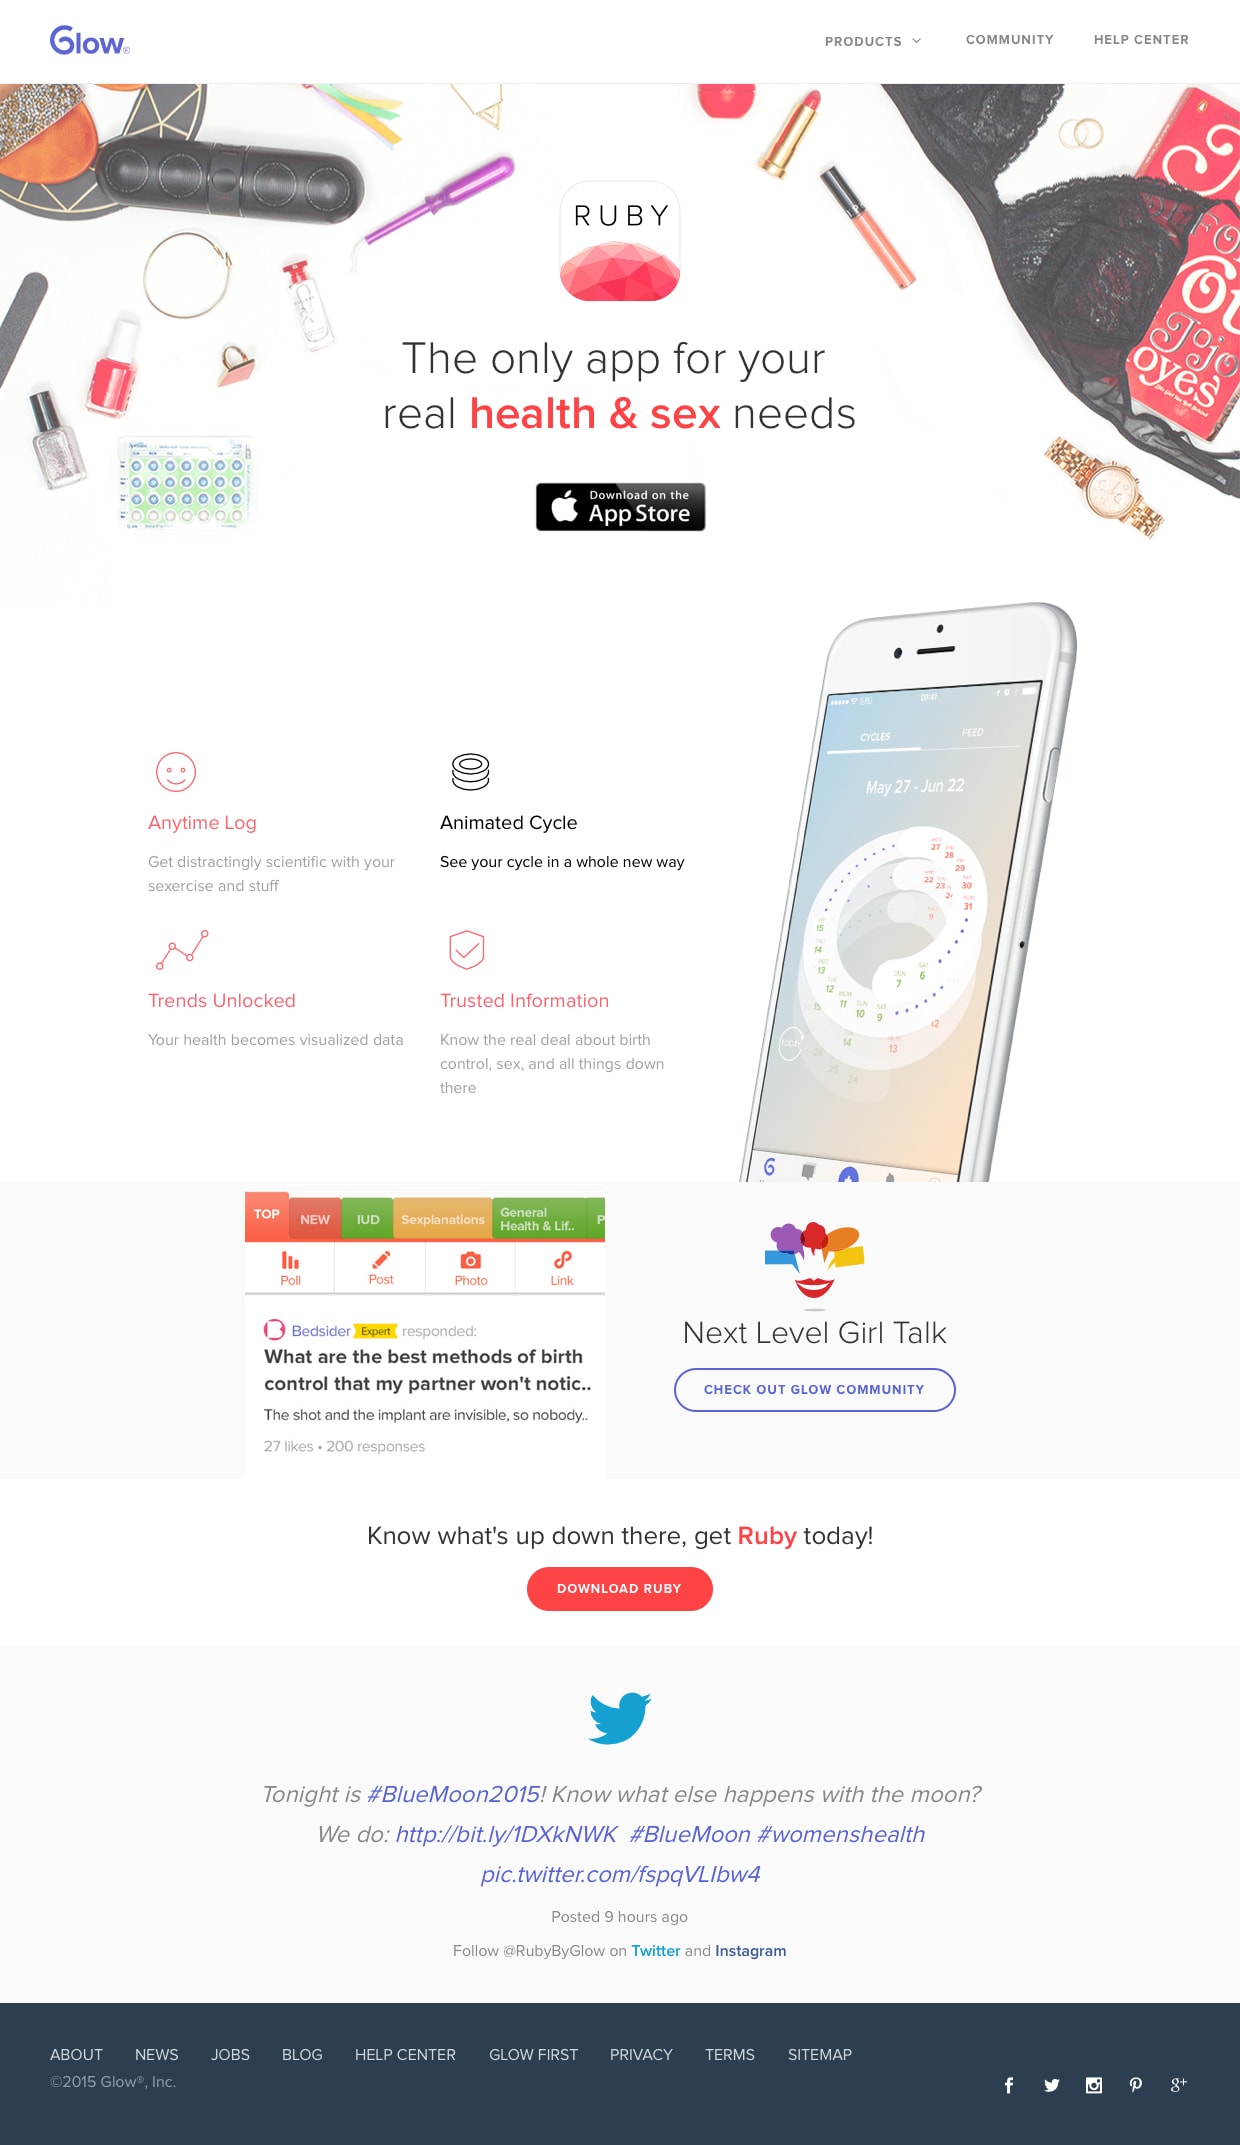 Glow®
PRODUCTS
COMMUNITY
HELP CENTER
RUBY
Jojo
oyes
The only app for your
real health & sex needs
Download on the
App Store
09:41
CYCLES
FEED
May 27 - Jun 22
TODAY
Anytime Log
Get distractingly scientific with your
sexercise and stuff
Animated Cycle
See your cycle in a whole new way
Trends Unlocked
Your health becomes visualized data
Trusted Information
Know the real deal about birth
control, sex, and all things down
there
TOP
NEW
IUD
Sexplanations
General
Health & Lif..
P
Poll
Post
Photo
Link
Bedsider Expert responded:
What are the best methods of birth
control that my partner won't notic..
The shot and the implant are invisible, so nobody..
27 likes • 200 responses
Next Level Girl Talk
CHECK OUT GLOW COMMUNITY
Know what's up down there, get Ruby today!
DOWNLOAD RUBY
Tonight is #BlueMoon2015! Know what else happens with the moon?
We do: http://bit.ly/1DXkNWK #BlueMoon #womenshealth
pic.twitter.com/fspqVLIbw4
Posted 9 hours ago
Follow @RubyByGlow on Twitter and Instagram
ABOUT NEWS JOBS BLOG HELP CENTER GLOW FIRST PRIVACY TERMS SITEMAP
©2015 Glow®, Inc.